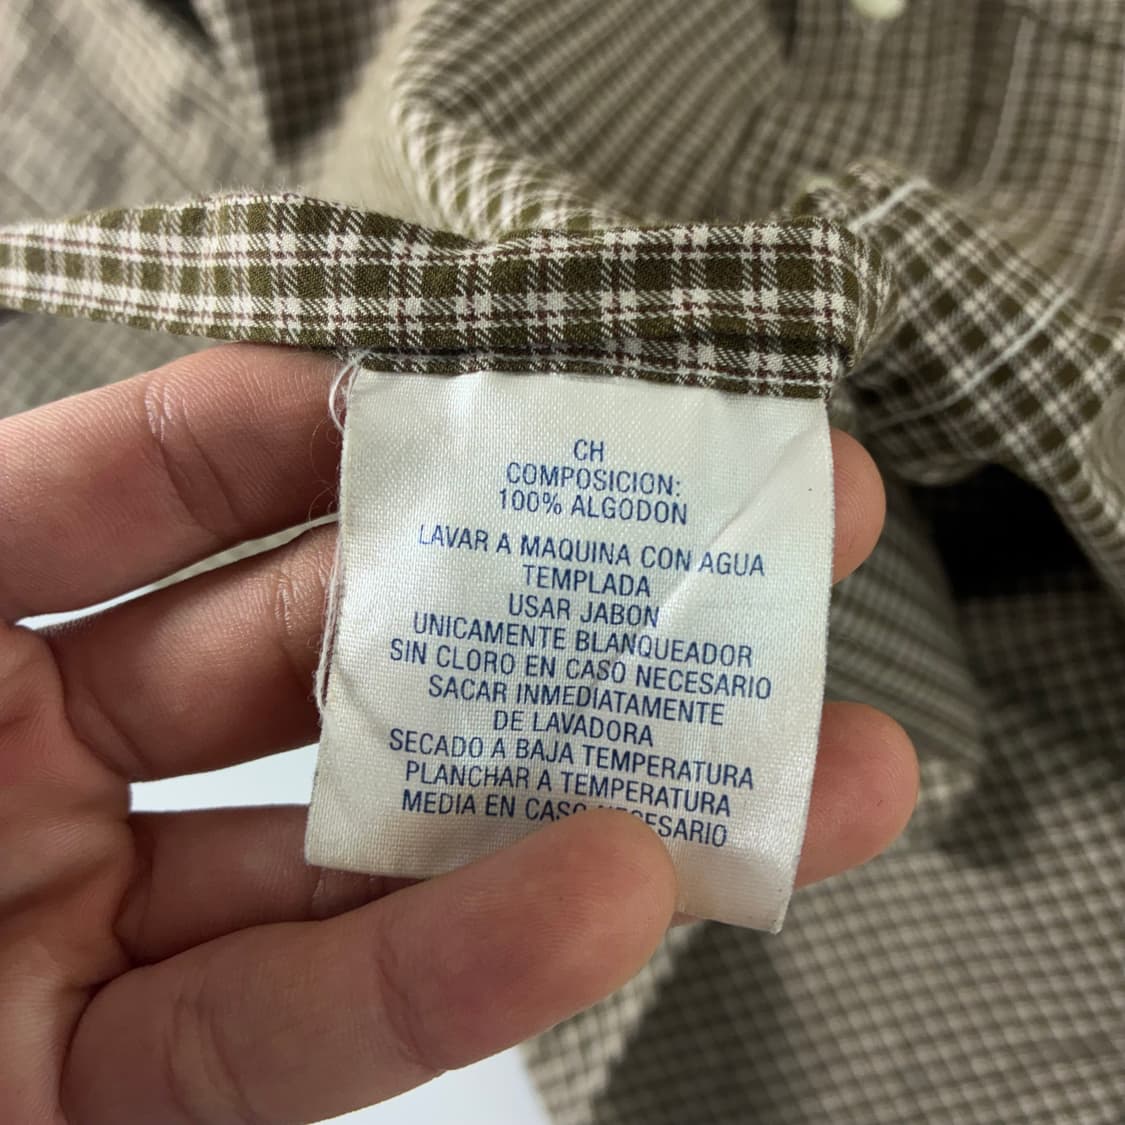 CH
COMPOSICION:
100% ALGODON
LAVAR A MAQUINA CON AGUA
TEMPLADA
USAR JABON
UNICAMENTE BLANQUEADOR
SIN CLORO EN CASO NECESARIO
SACAR INMEDIATAMENTE
DE LAVADORA
SECADO A BAJA TEMPERATURA
PLANCHAR A TEMPERATURA
MEDIA EN CASO NECESARIO